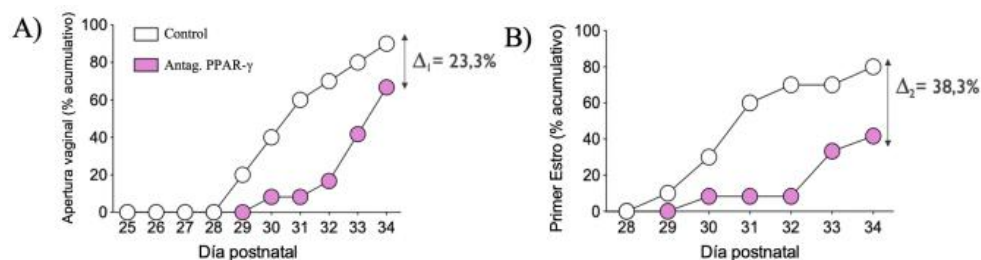 A)
Apertura vaginal (% acumulativo)
100
80
60
40
20
0
Control
Antag. PPAR-γ
Δ₁= 23,3%
25 26 27 28 29 30 31 32 33 34
Día postnatal
B)
Primer Estro (% acumulativo)
100
80
60
40
20
0
Δ₂= 38,3%
28 29 30 31 32 33 34
Día postnatal